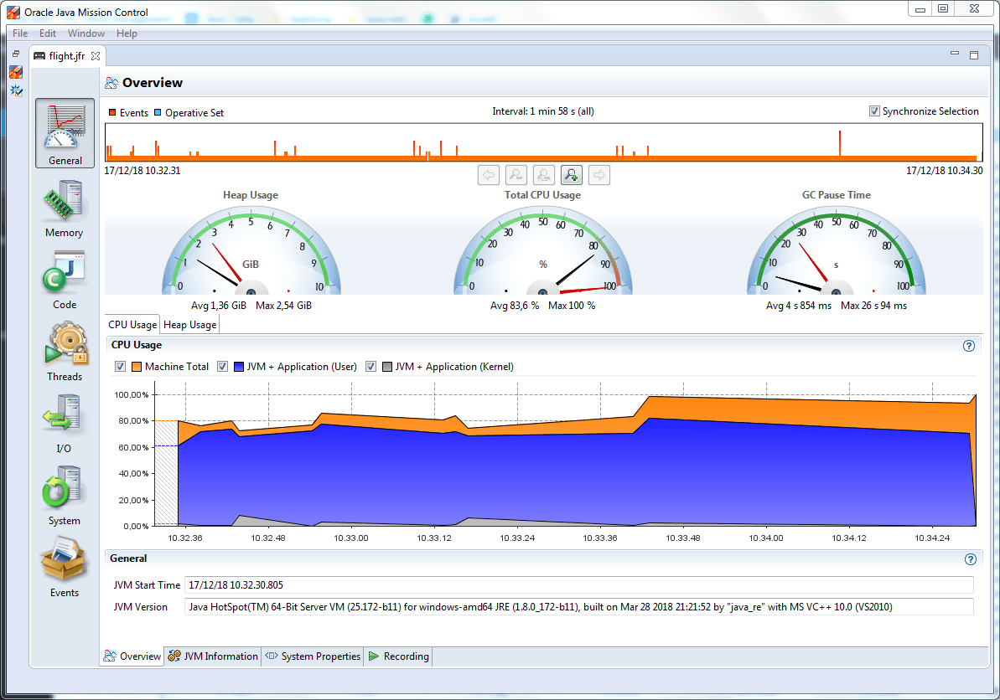 Oracle Java Mission Control
File Edit Window Help
flight.jfr
Overview
Events Operative Set Interval: 1 min 58 s (all) Synchronize Selection
17/12/18 10.32.31 17/12/18 10.34.30
General
Memory
Code
Threads
I/O
System
Events
Heap Usage
0 1 2 3 4 5 6 7 8 9 10
GiB
Avg 1,36 GiB Max 2,54 GiB
Total CPU Usage
0 10 20 30 40 50 60 70 80 90 100
%
Avg 83,6 % Max 100 %
GC Pause Time
0 10 20 30 40 50 60 70 80 90 100
s
Avg 4 s 854 ms Max 26 s 94 ms
CPU Usage Heap Usage
CPU Usage
Machine Total JVM + Application (User) JVM + Application (Kernel)
100,00 %
80,00 %
60,00 %
40,00 %
20,00 %
0,00 %
10.32.36 10.32.48 10.33.00 10.33.12 10.33.24 10.33.36 10.33.48 10.34.00 10.34.12 10.34.24
General
JVM Start Time 17/12/18 10.32.30.805
JVM Version Java HotSpot(TM) 64-Bit Server VM (25.172-b11) for windows-amd64 JRE (1.8.0_172-b11), built on Mar 28 2018 21:21:52 by "java_re" with MS VC++ 10.0 (VS2010)
Overview JVM Information System Properties Recording